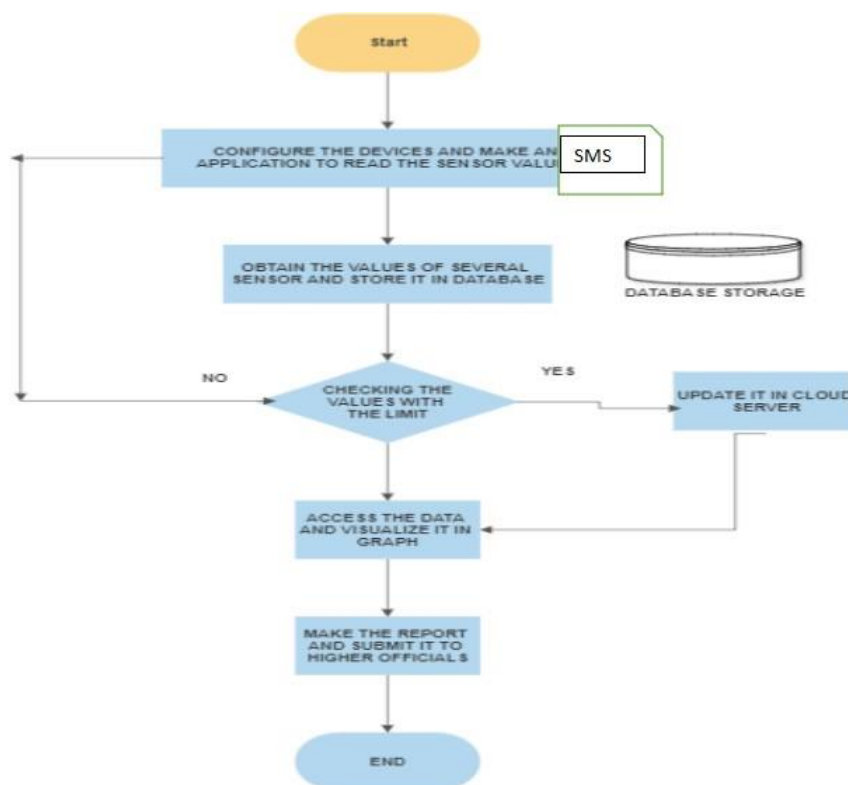 Start
CONFIGURE THE DEVICES AND MAKE AN
APPLICATION TO READ THE SENSOR VALU
SMS
OBTAIN THE VALUES OF SEVERAL
SENSOR AND STORE IT IN DATABASE
DATABASE STORAGE
NO
YES
CHECKING THE
VALUES WITH
THE LIMIT
UPDATE IT IN CLOUD
SERVER
ACCESS THE DATA
AND VISUALIZE IT IN
GRAPH
MAKE THE REPORT
AND SUBMIT IT TO
HIGHER OFFICIALS
END